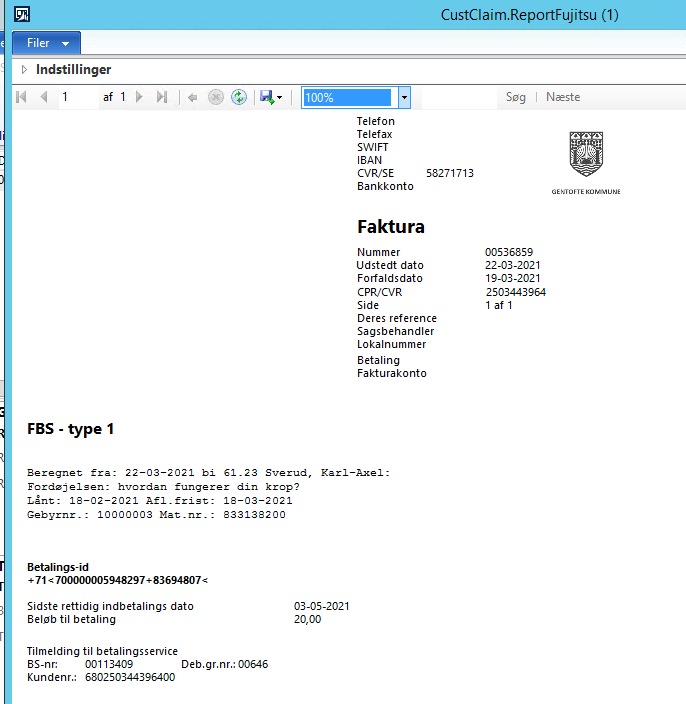 CustClaim.ReportFujitsu (1)
Filer
Indstillinger
1 af 1 100% Søg Næste
Telefon
Telefax
SWIFT
IBAN
CVR/SE 58271713
Bankkonto
GENTOFTE KOMMUNE
Faktura
Nummer 00536859
Udstedt dato 22-03-2021
Forfaldsdato 19-03-2021
CPR/CVR 2503443964
Side 1 af 1
Deres reference
Sagsbehandler
Lokalnummer
Betaling
Fakturakonto
FBS - type 1
Beregnet fra: 22-03-2021 bi 61.23 Sverud, Karl-Axel:
Fordøjelsen: hvordan fungerer din krop?
Lånt: 18-02-2021 Afl.frist: 18-03-2021
Gebyrnr.: 10000003 Mat.nr.: 833138200
Betalings-id
+71<700000005948297+83694807<
Sidste rettidig indbetalings dato 03-05-2021
Beløb til betaling 20,00
Tilmelding til betalingsservice
BS-nr: 00113409 Deb.gr.nr.: 00646
Kundenr.: 680250344396400